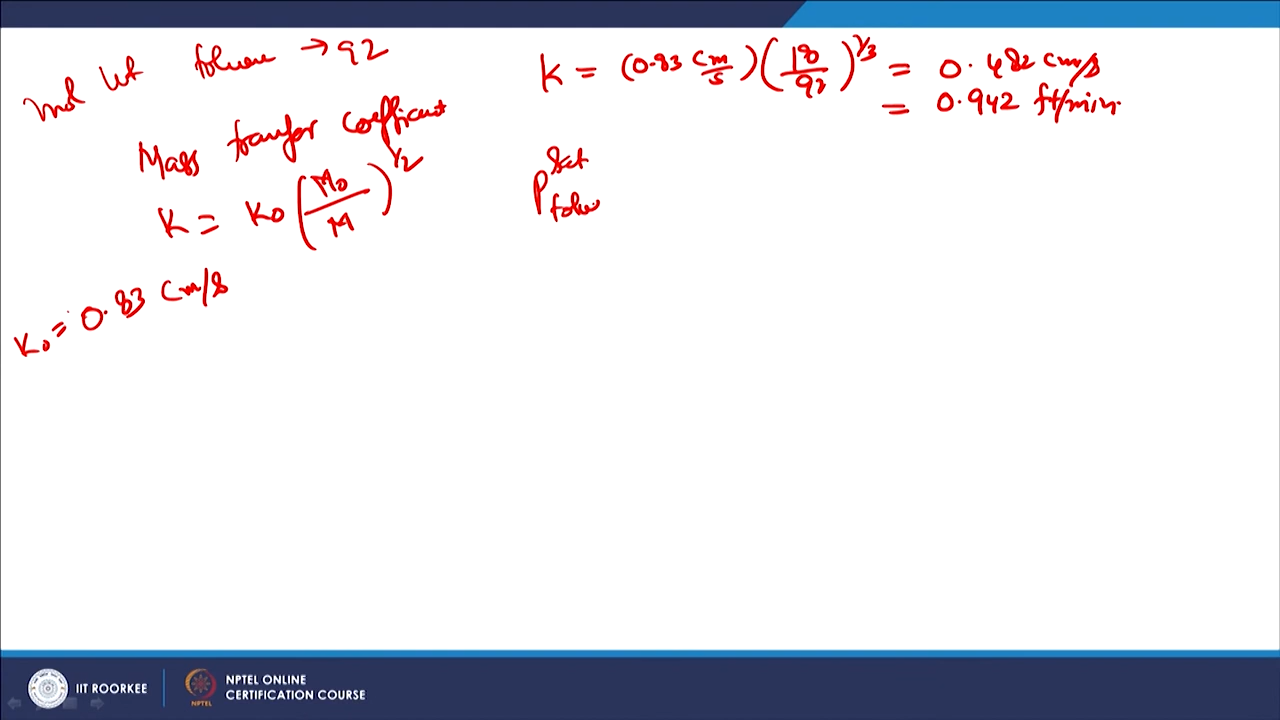 mol wt toluene → 92
Mass transfer coefficient
K = K0 (M0/M)^1/2
K0 = 0.83 cm/s
K = (0.83 cm/s) (18/92)^1/3 = 0.482 cm/s
= 0.942 ft/min.
P^sat
IIT ROORKEE
NPTEL ONLINE
CERTIFICATION COURSE
NPTEL